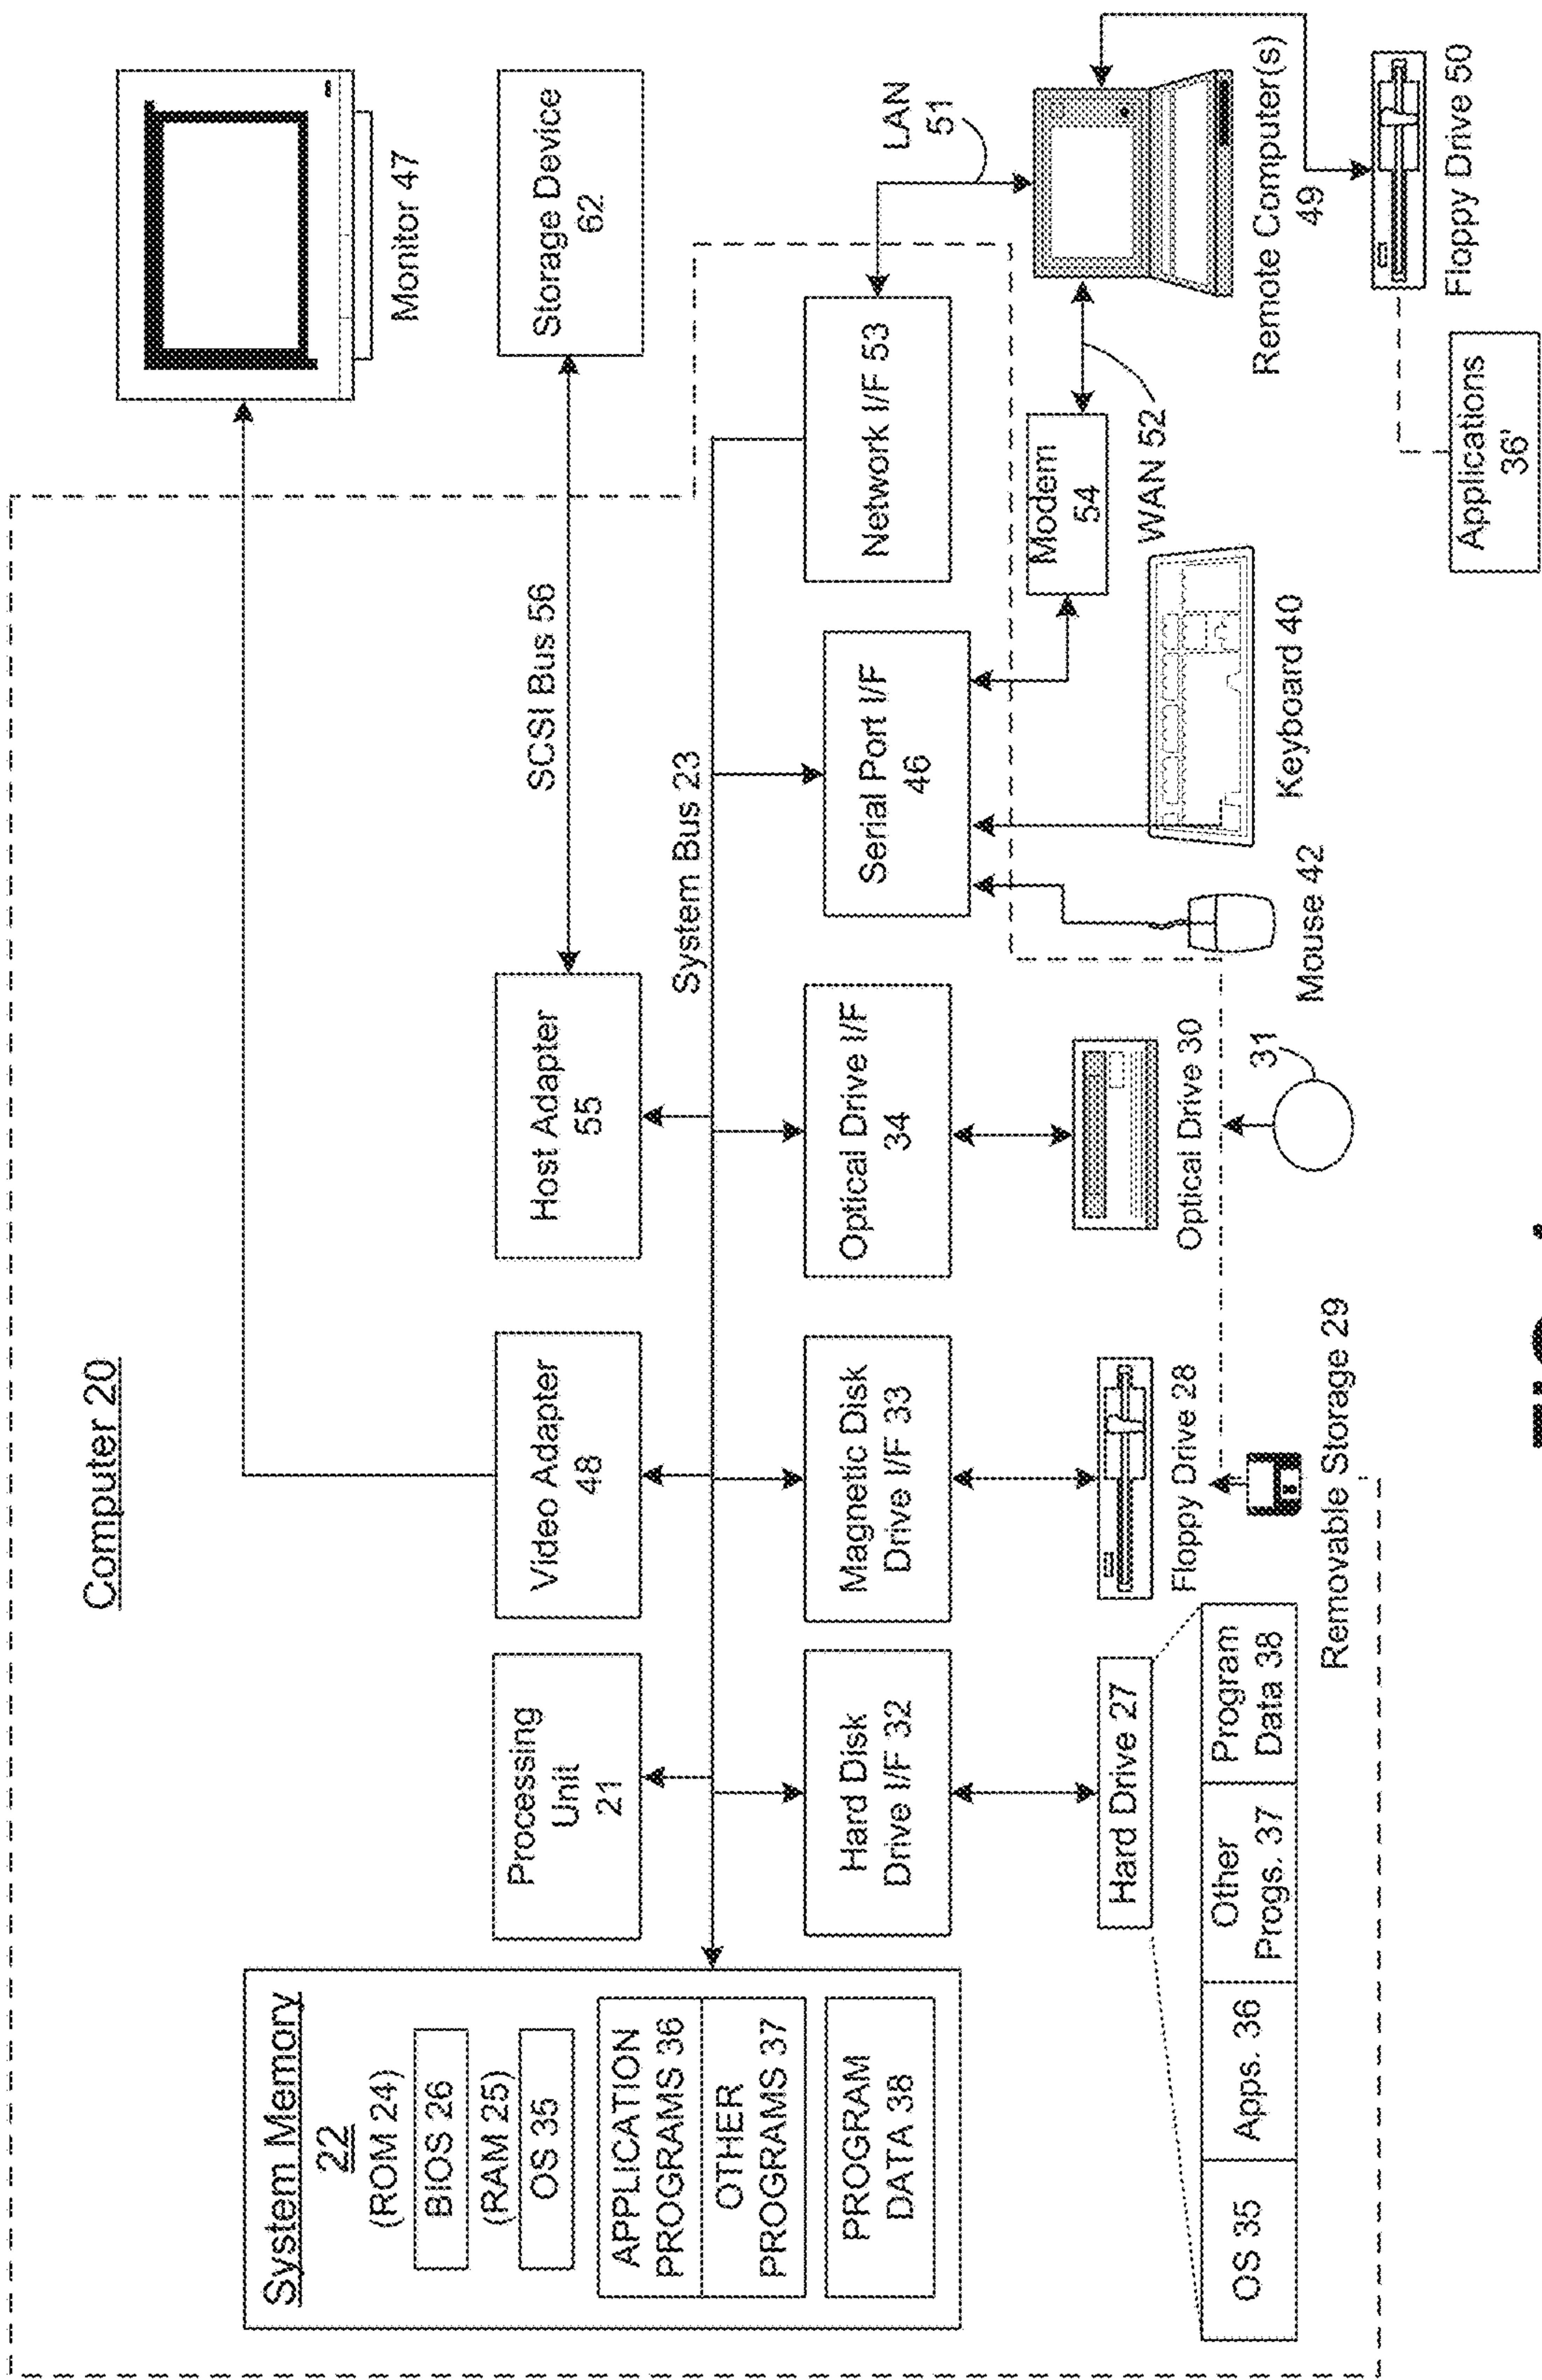 Computer 20
System Memory
22
(ROM 24)
BIOS 26
(RAM 25)
OS 35
APPLICATION
PROGRAMS 36
OTHER
PROGRAMS 37
PROGRAM
DATA 38
Processing
Unit
21
Video Adapter
48
Host Adapter
55
SCSI Bus 56
Storage Device
62
Monitor 47
System Bus 23
Hard Disk
Drive I/F 32
Magnetic Disk
Drive I/F 33
Optical Drive I/F
34
Serial Port I/F
46
Network I/F 53
LAN
51
Hard Drive 27
Floppy Drive 28
Optical Drive 30
Modem
54
WAN 52
Remote Computer(s)
49
OS 35
Apps. 36
Other
Progs. 37
Program
Data 38
Removable Storage 29
31
Mouse 42
Keyboard 40
Floppy Drive 50
Applications
36'